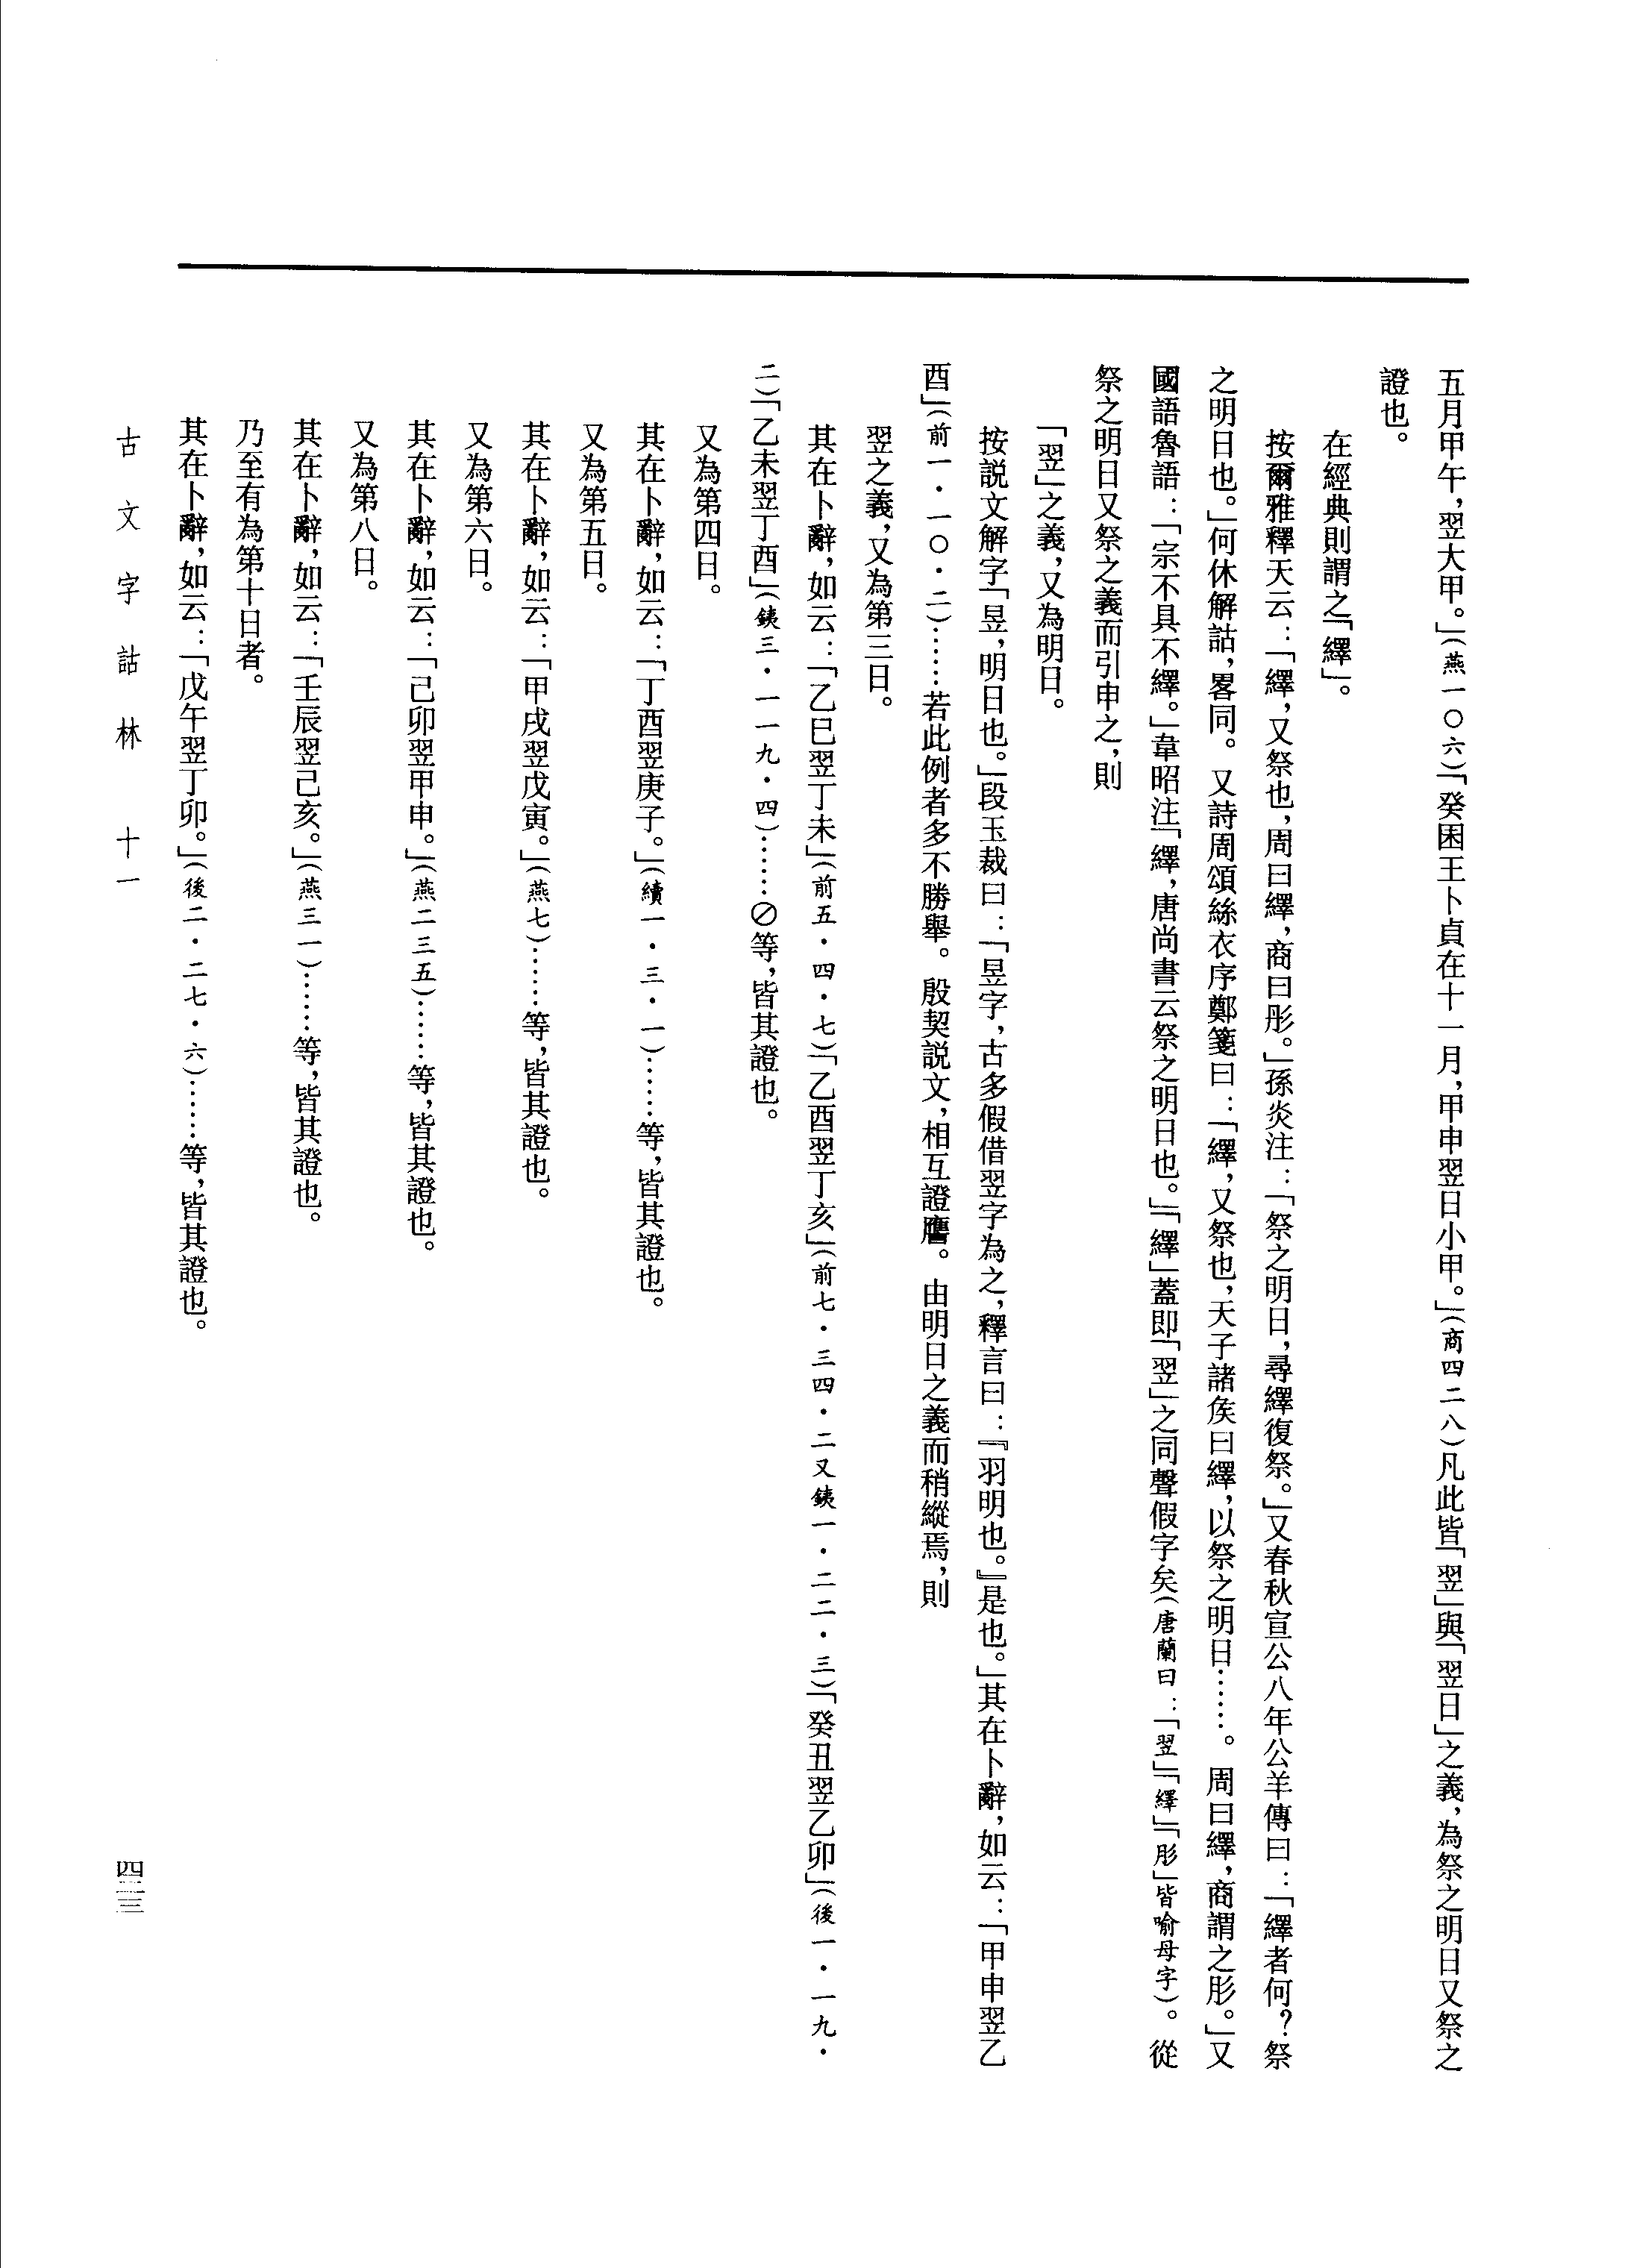 五月甲午，翌大甲。」（燕一〇六）「癸困王卜貞在十一月，甲申翌日小甲。」（商四二八）凡此皆「翌」與「翌日」之義，為祭之明日又祭之
證也。
在經典則謂之「繹」。
按爾雅釋天云：「繹，又祭也，周曰繹，商曰肜。」孫炎注：「祭之明日，尋繹復祭。」又春秋宣公八年公羊傳曰：「繹者何？祭
之明日也。」何休解詁，畧同。又詩周頌絲衣序鄭箋曰：「繹，又祭也，天子諸矦曰繹，以祭之明日……。周曰繹，商謂之肜。」又
國語魯語：「宗不具不繹。」韋昭注「繹，唐尚書云祭之明日也。」「繹」蓋即「翌」之同聲假字矣（唐蘭曰：「翌」「繹」「肜」皆喻母字）。從
祭之明日又祭之義而引申之，則
「翌」之義，又為明日。
按説文解字「昱，明日也。」段玉裁曰：「昱字，古多假借翌字為之，釋言曰：『羽明也。』是也。」其在卜辭，如云：「甲申翌乙
酉」（前一·一〇·二）……若此例者多不勝舉。殷契説文，相互證譍。由明日之義而稍縱焉，則
翌之義，又為第三日。
其在卜辭，如云：「乙巳翌丁未」（前五·四·七）「乙酉翌丁亥」（前七·三四·二又鐵一·二二·三）「癸丑翌乙卯」（後一·一九·
二）「乙未翌丁酉」（鐵三·一一九·四）……⊘等，皆其證也。
又為第四日。
其在卜辭，如云：「丁酉翌庚子。」（續一·三·一）……等，皆其證也。
又為第五日。
其在卜辭，如云：「甲戌翌戊寅。」（燕七）……等，皆其證也。
又為第六日。
其在卜辭，如云：「己卯翌甲申。」（燕二三五）……等，皆其證也。
又為第八日。
其在卜辭，如云：「壬辰翌己亥。」（燕三一）……等，皆其證也。
乃至有為第十日者。
其在卜辭，如云：「戊午翌丁卯。」（後二·二七·六）……等，皆其證也。
古文字詁林 十一